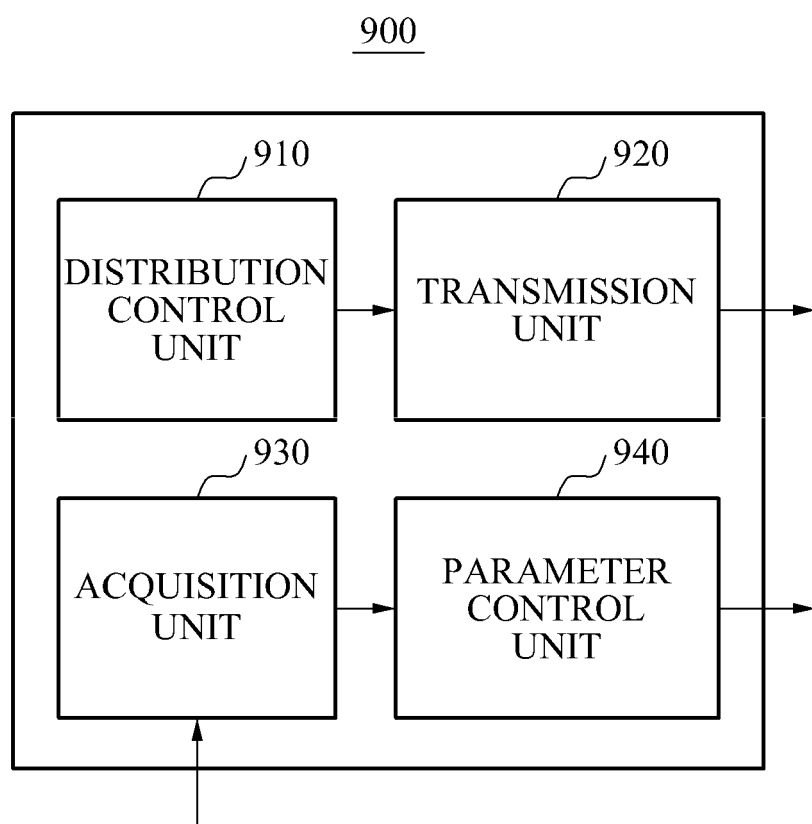 900
910
920
DISTRIBUTION
CONTROL
UNIT
TRANSMISSION
UNIT
930
940
ACQUISITION
UNIT
PARAMETER
CONTROL
UNIT